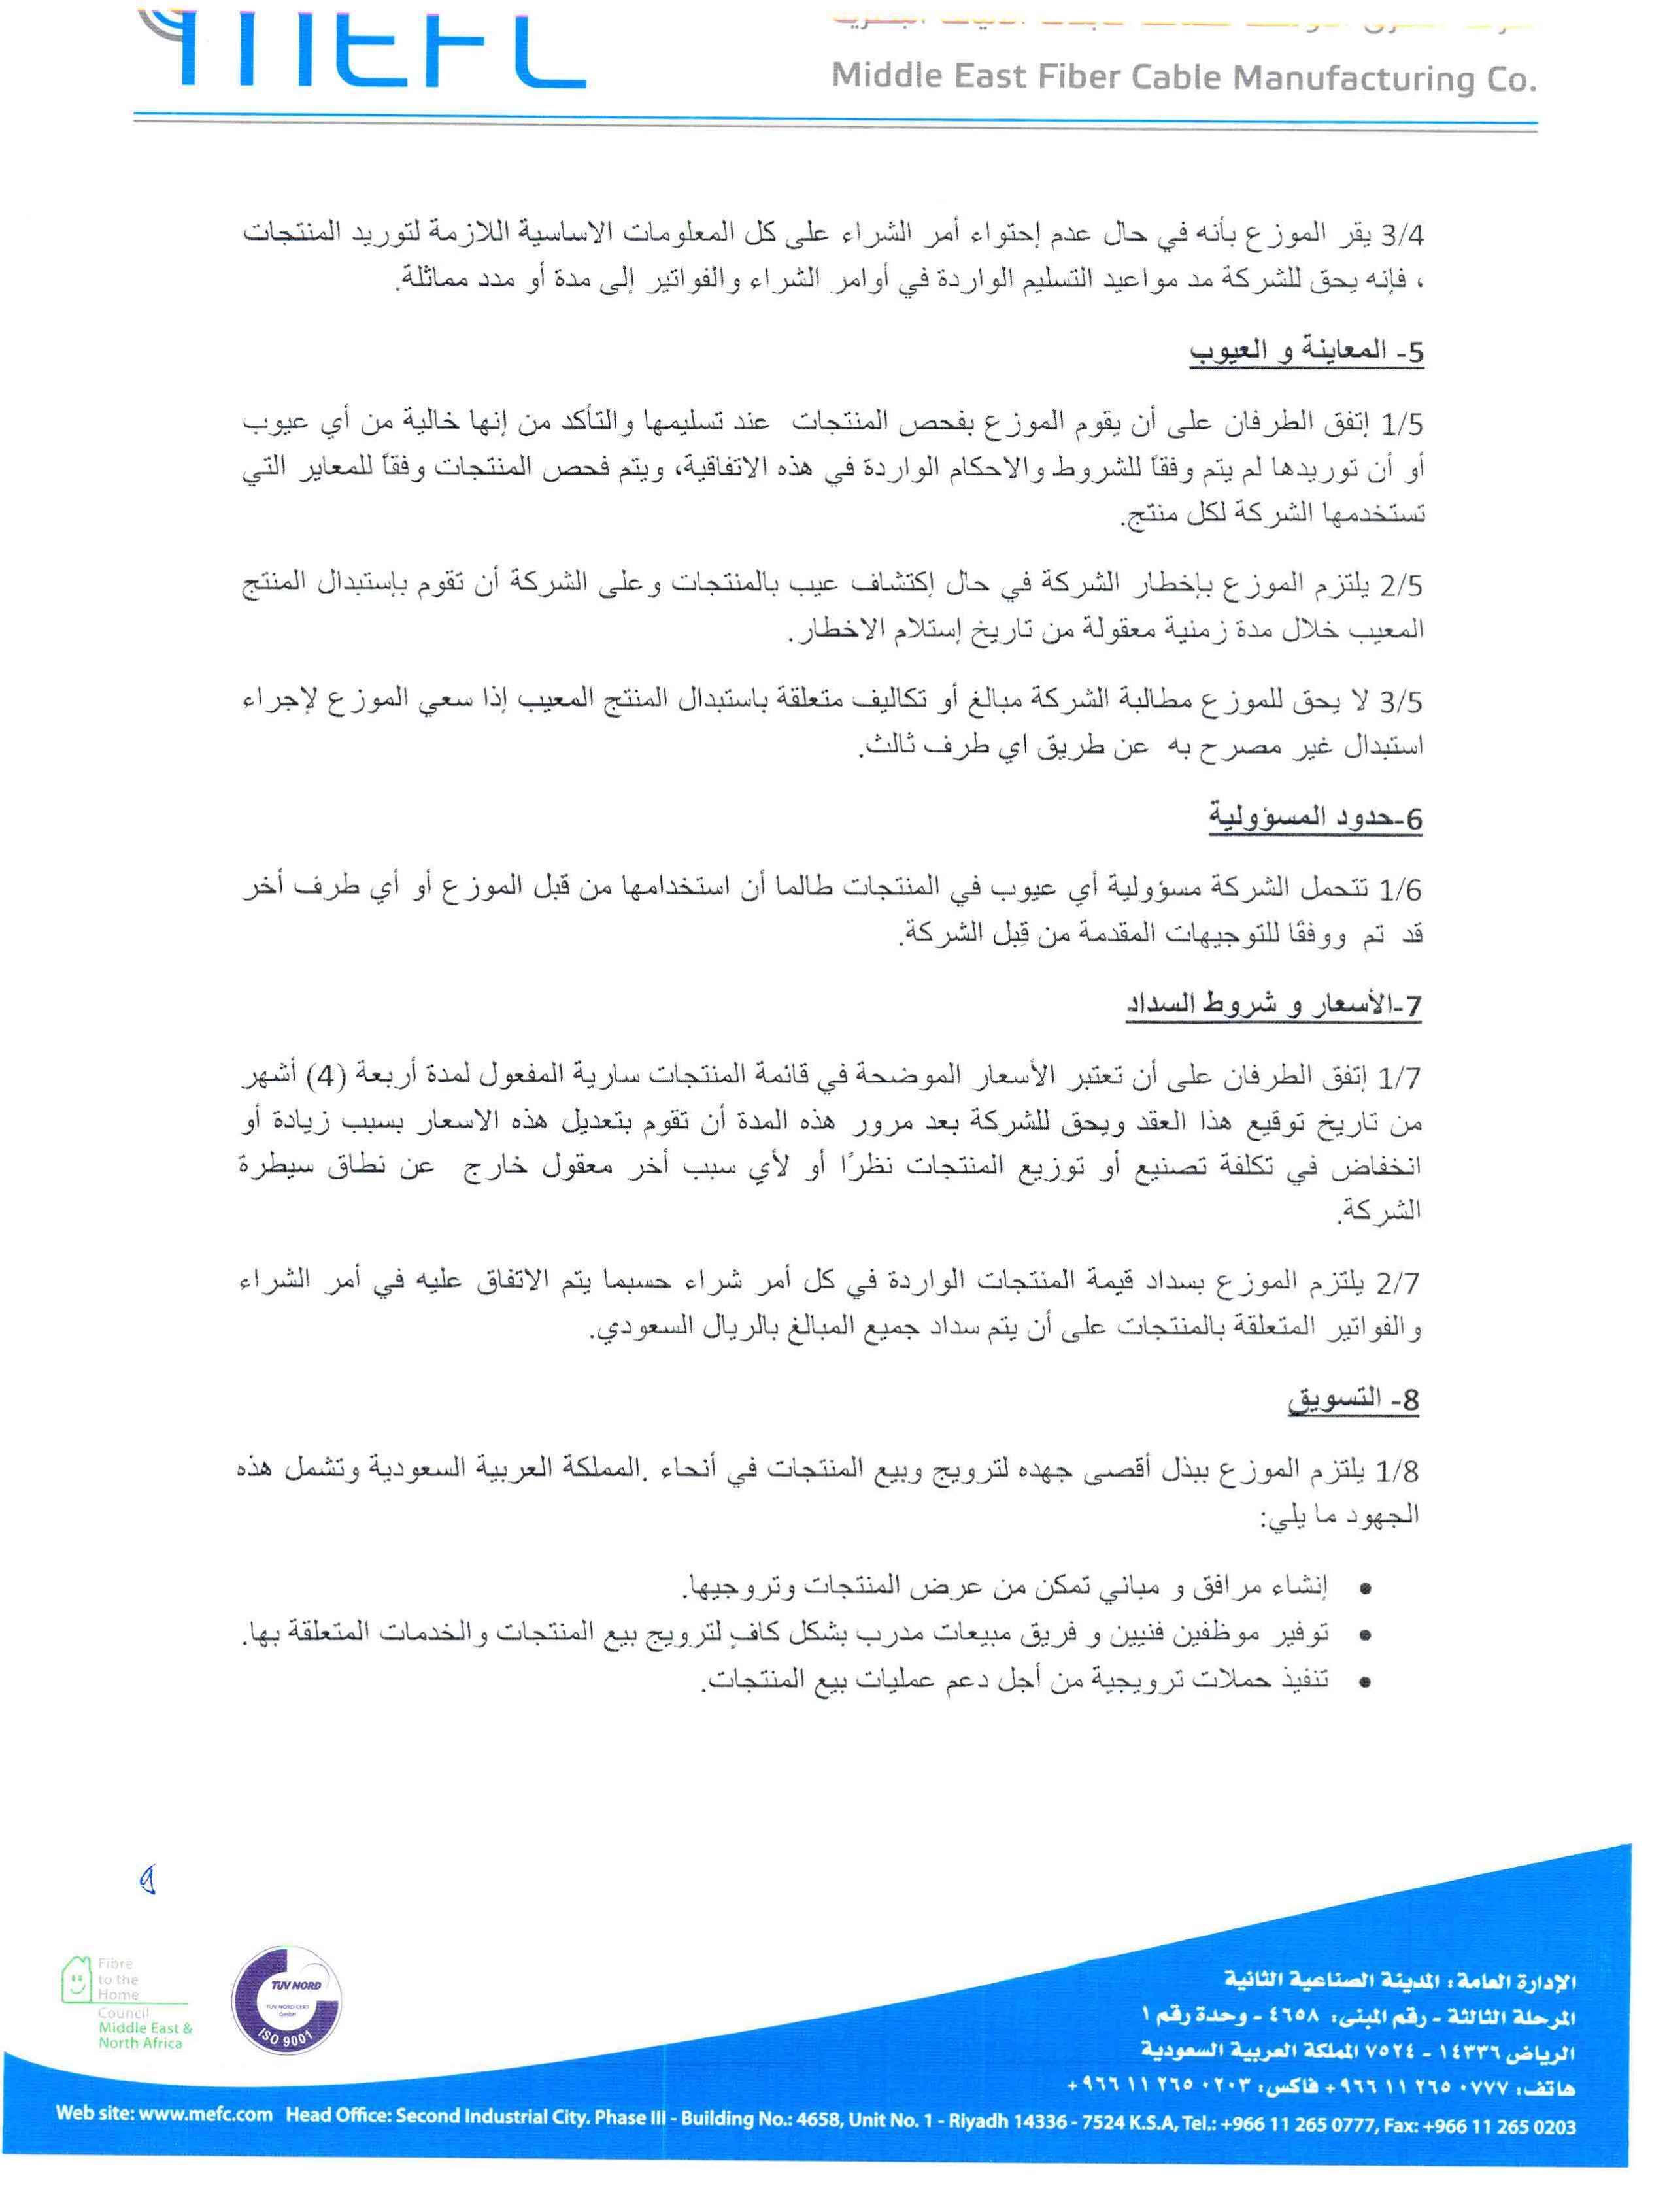 MEFC
Middle East Fiber Cable Manufacturing Co.
3/4 يقر الموزع بأنه في حال عدم إحتواء أمر الشراء على كل المعلومات الاساسية اللازمة لتوريد المنتجات
، فإنه يحق للشركة مد مواعيد التسليم الواردة في أوامر الشراء والفواتير إلى مدة أو مدد مماثلة.
5- المعاينة و العيوب
1/5 إتفق الطرفان على أن يقوم الموزع بفحص المنتجات عند تسليمها والتأكد من إنها خالية من أي عيوب
أو أن توريدها لم يتم وفقاً للشروط والاحكام الواردة في هذه الاتفاقية، ويتم فحص المنتجات وفقاً للمعاير التي
تستخدمها الشركة لكل منتج.
2/5 يلتزم الموزع بإخطار الشركة في حال إكتشاف عيب بالمنتجات وعلى الشركة أن تقوم بإستبدال المنتج
المعيب خلال مدة زمنية معقولة من تاريخ إستلام الاخطار.
3/5 لا يحق للموزع مطالبة الشركة مبالغ أو تكاليف متعلقة باستبدال المنتج المعيب إذا سعي الموزع لإجراء
استبدال غير مصرح به عن طريق اي طرف ثالث.
6-حدود المسؤولية
1/6 تتحمل الشركة مسؤولية أي عيوب في المنتجات طالما أن استخدامها من قبل الموزع أو أي طرف أخر
قد تم ووفقًا للتوجيهات المقدمة من قِبل الشركة.
7-الأسعار و شروط السداد
1/7 إتفق الطرفان على أن تعتبر الأسعار الموضحة في قائمة المنتجات سارية المفعول لمدة أربعة (4) أشهر
من تاريخ توقيع هذا العقد ويحق للشركة بعد مرور هذه المدة أن تقوم بتعديل هذه الاسعار بسبب زيادة أو
انخفاض في تكلفة تصنيع أو توزيع المنتجات نظرًا أو لأي سبب أخر معقول خارج عن نطاق سيطرة
الشركة.
2/7 يلتزم الموزع بسداد قيمة المنتجات الواردة في كل أمر شراء حسبما يتم الاتفاق عليه في أمر الشراء
والفواتير المتعلقة بالمنتجات على أن يتم سداد جميع المبالغ بالريال السعودي.
8- التسويق
1/8 يلتزم الموزع ببذل أقصى جهده لترويج وبيع المنتجات في أنحاء .المملكة العربية السعودية وتشمل هذه
الجهود ما يلي:
• إنشاء مرافق و مباني تمكن من عرض المنتجات وتروجيها.
• توفير موظفين فنيين و فريق مبيعات مدرب بشكل كافٍ لترويج بيع المنتجات والخدمات المتعلقة بها.
• تنفيذ حملات ترويجية من أجل دعم عمليات بيع المنتجات.
Fibre
to the
Home
Council
Middle East &
North Africa
TUV NORD
TUV NORD CERT
GmbH
ISO 9001
الإدارة العامة : المدينة الصناعية الثانية
المرحلة الثالثة - رقم المبنى: ٤٦٥٨ - وحدة رقم ١
الرياض ١٤٣٣٦ - ٧٥٢٤ المملكة العربية السعودية
هاتف: ٠٧٧٧ ٢٦٥ ١١ ٩٦٦+ فاكس: ٠٢٠٣ ٢٦٥ ١١ ٩٦٦+
Web site: www.mefc.com Head Office: Second Industrial City. Phase III - Building No.: 4658, Unit No. 1 - Riyadh 14336 - 7524 K.S.A, Tel.: +966 11 265 0777, Fax: +966 11 265 0203